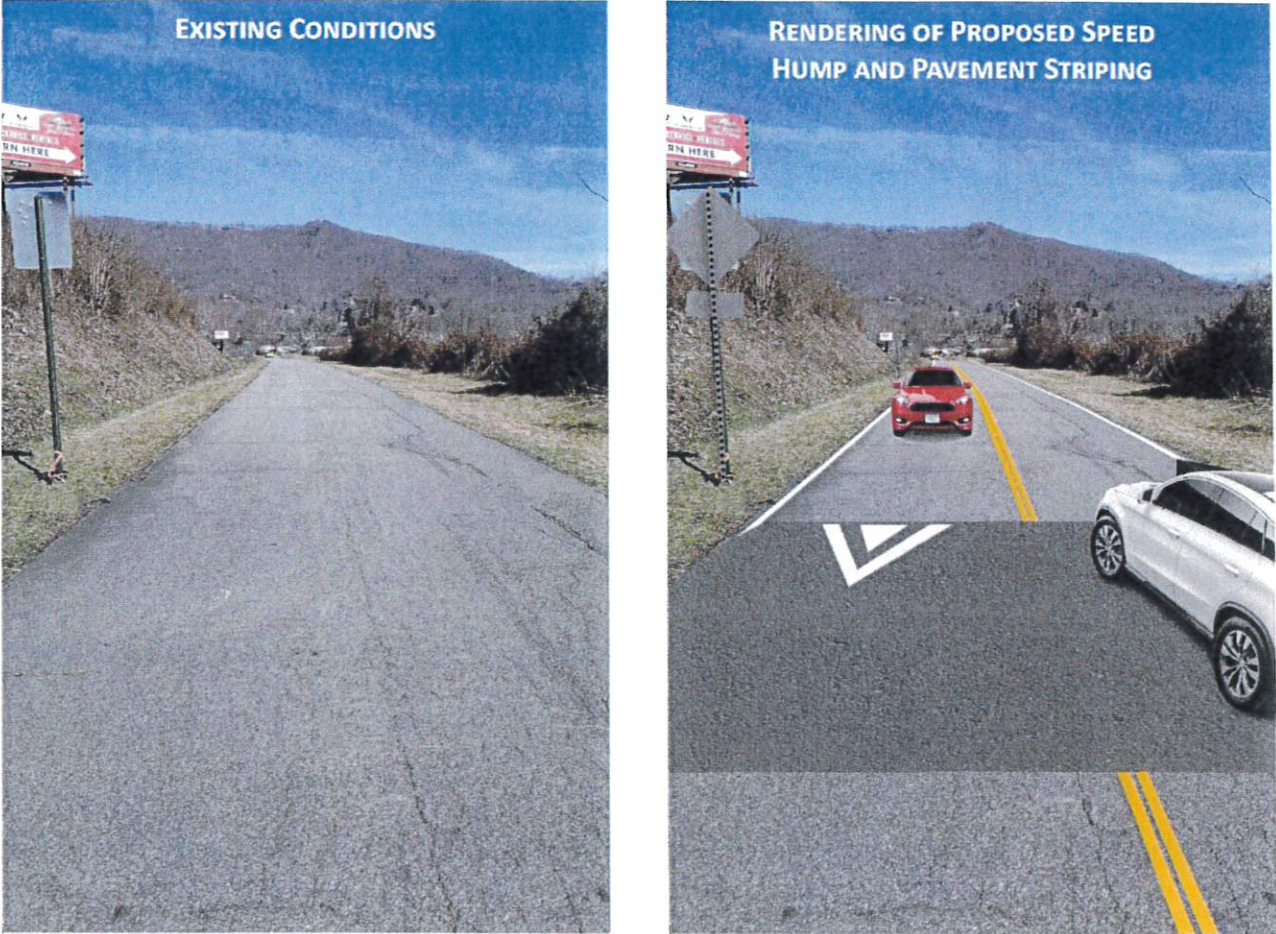 EXISTING CONDITIONS
RN HERE
RENDERING OF PROPOSED SPEED
HUMP AND PAVEMENT STRIPING
RN HERE